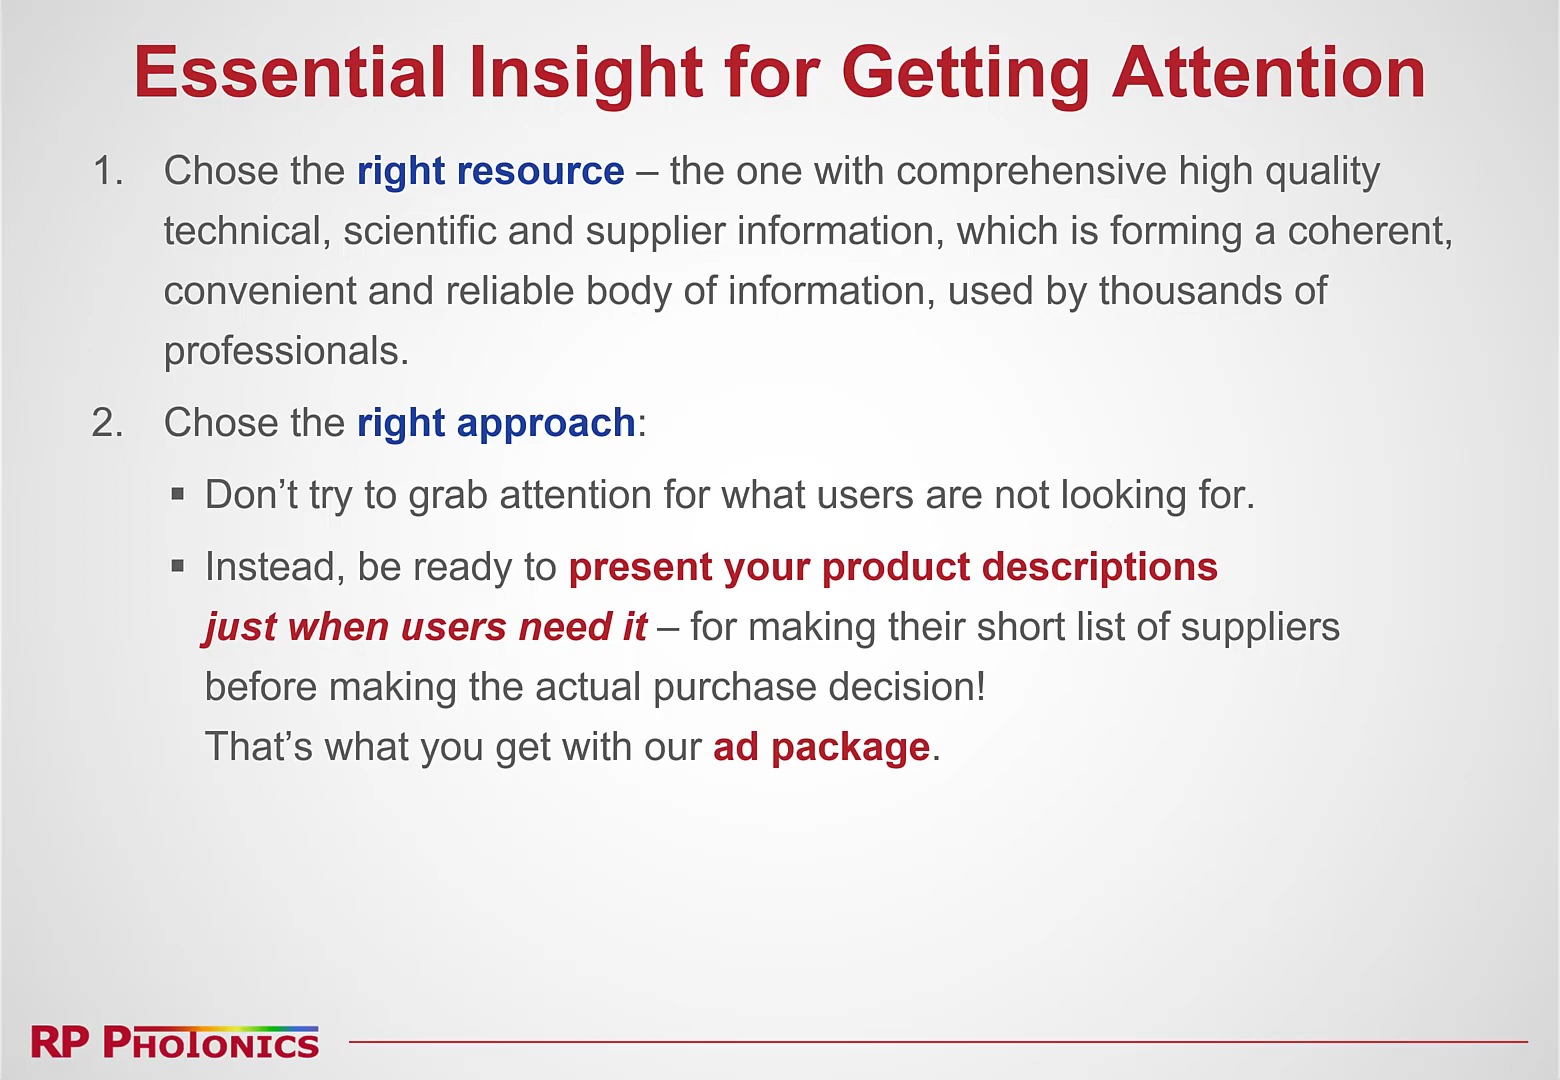 Essential Insight for Getting Attention
1. Chose the right resource – the one with comprehensive high quality
technical, scientific and supplier information, which is forming a coherent,
convenient and reliable body of information, used by thousands of
professionals.
2. Chose the right approach:
▪ Don’t try to grab attention for what users are not looking for.
▪ Instead, be ready to present your product descriptions
just when users need it – for making their short list of suppliers
before making the actual purchase decision!
That’s what you get with our ad package.
RP PHOTONICS